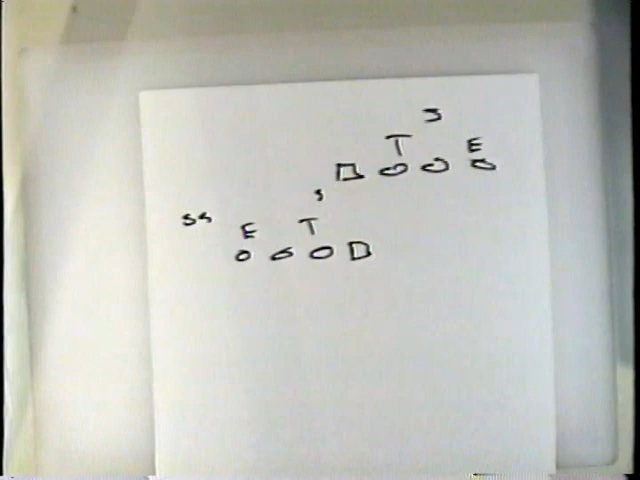 S
T E
□ O O O
S
SS
E T
O O O □